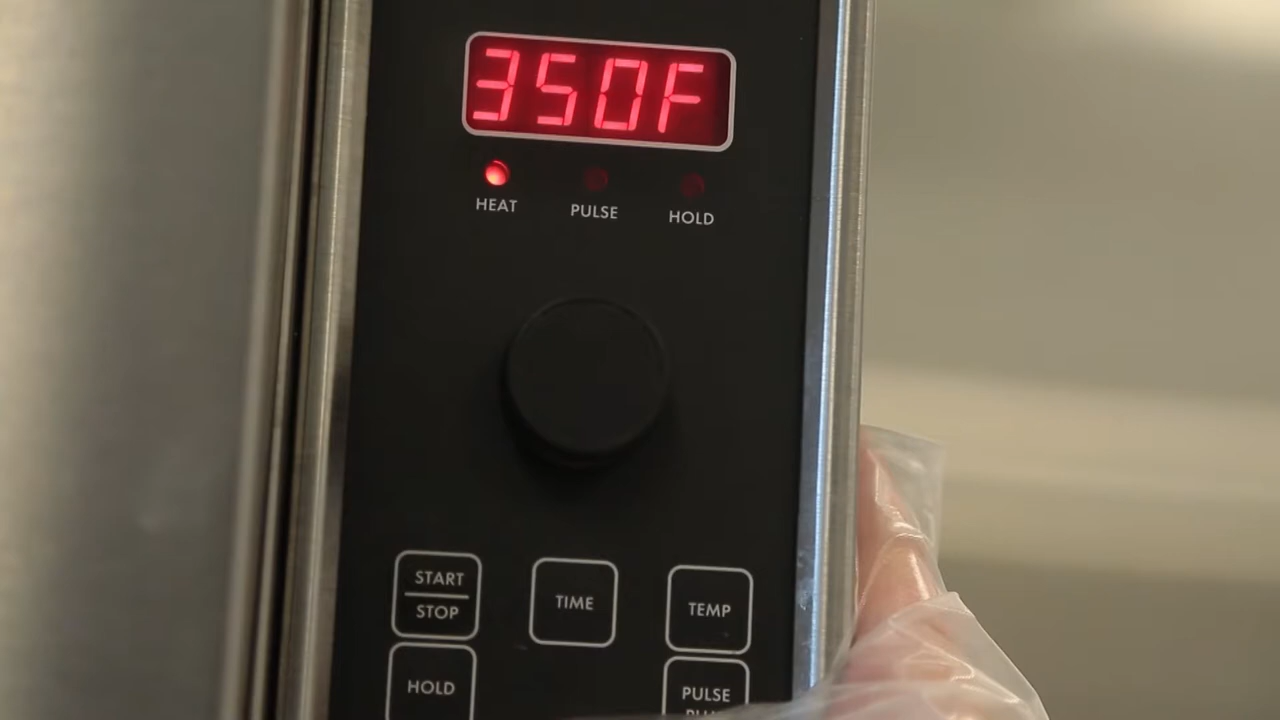 350F
HEAT PULSE HOLD
START
STOP
TIME
TEMP
HOLD
PULSE